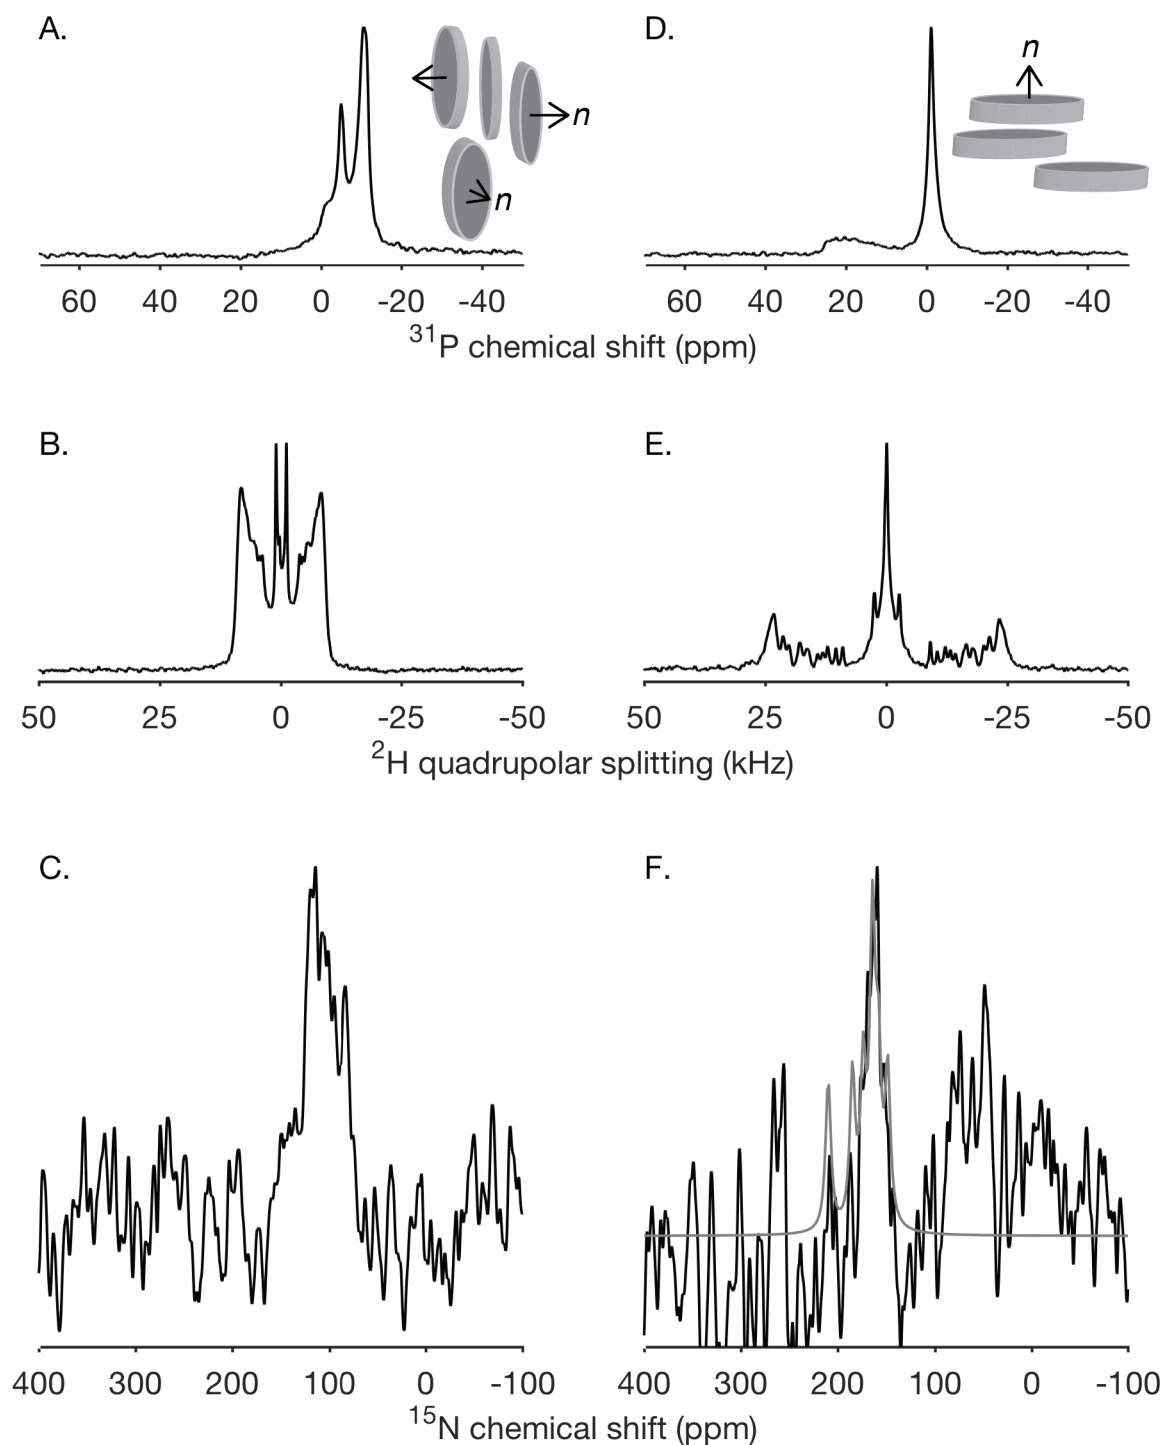 A.
n
n
60 40 20 0 -20 -40
D.
n
60 40 20 0 -20 -40
31P chemical shift (ppm)
B.
50 25 0 -25 -50
E.
50 25 0 -25 -50
2H quadrupolar splitting (kHz)
C.
400 300 200 100 0 -100
F.
400 300 200 100 0 -100
15N chemical shift (ppm)